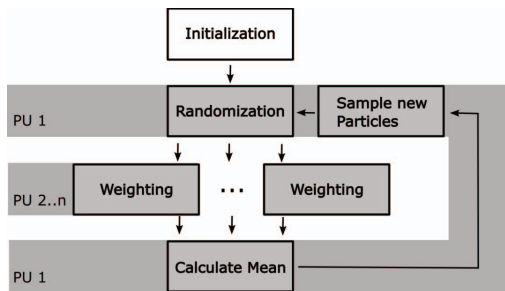 Initialization
Randomization
Sample new
Particles
PU 1
Weighting
...
Weighting
PU 2..n
Calculate Mean
PU 1